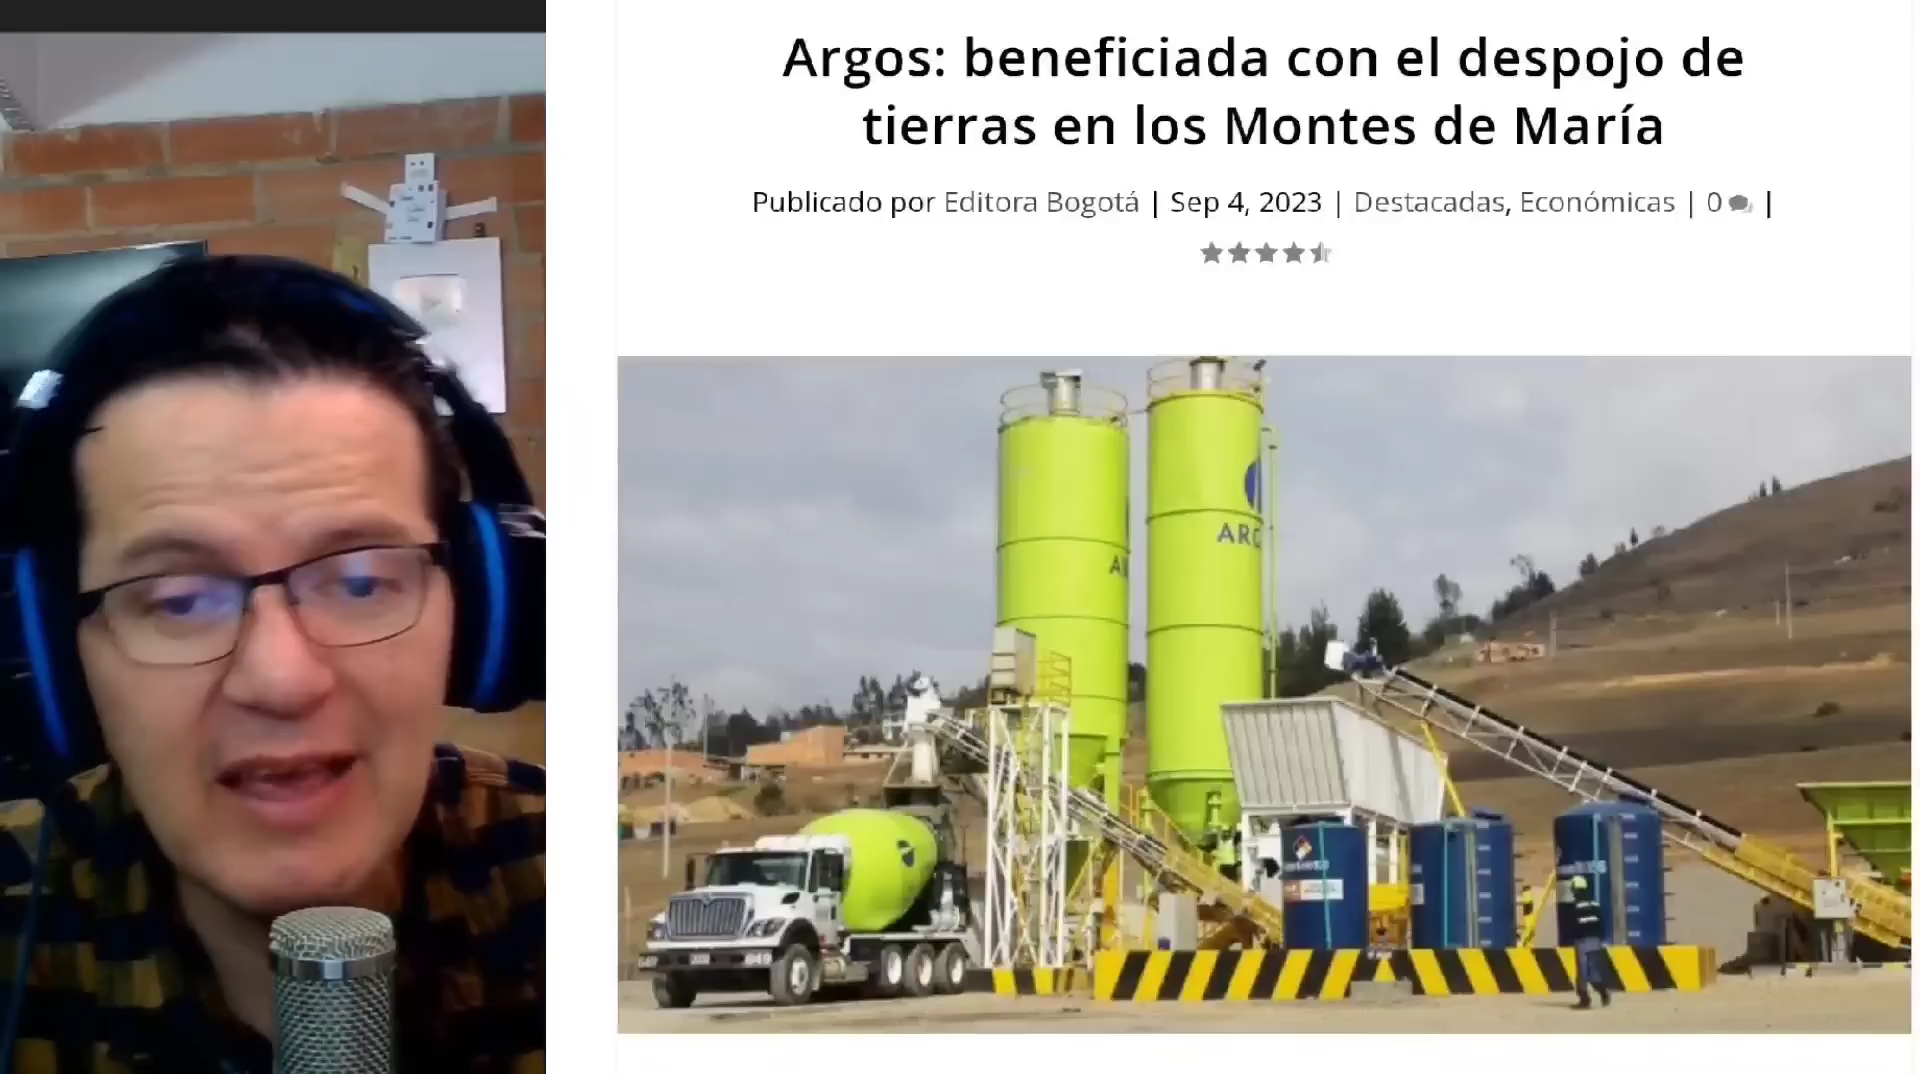 Argos: beneficiada con el despojo de
tierras en los Montes de María
Publicado por Editora Bogotá | Sep 4, 2023 | Destacadas, Económicas | 0 |
ARG
A